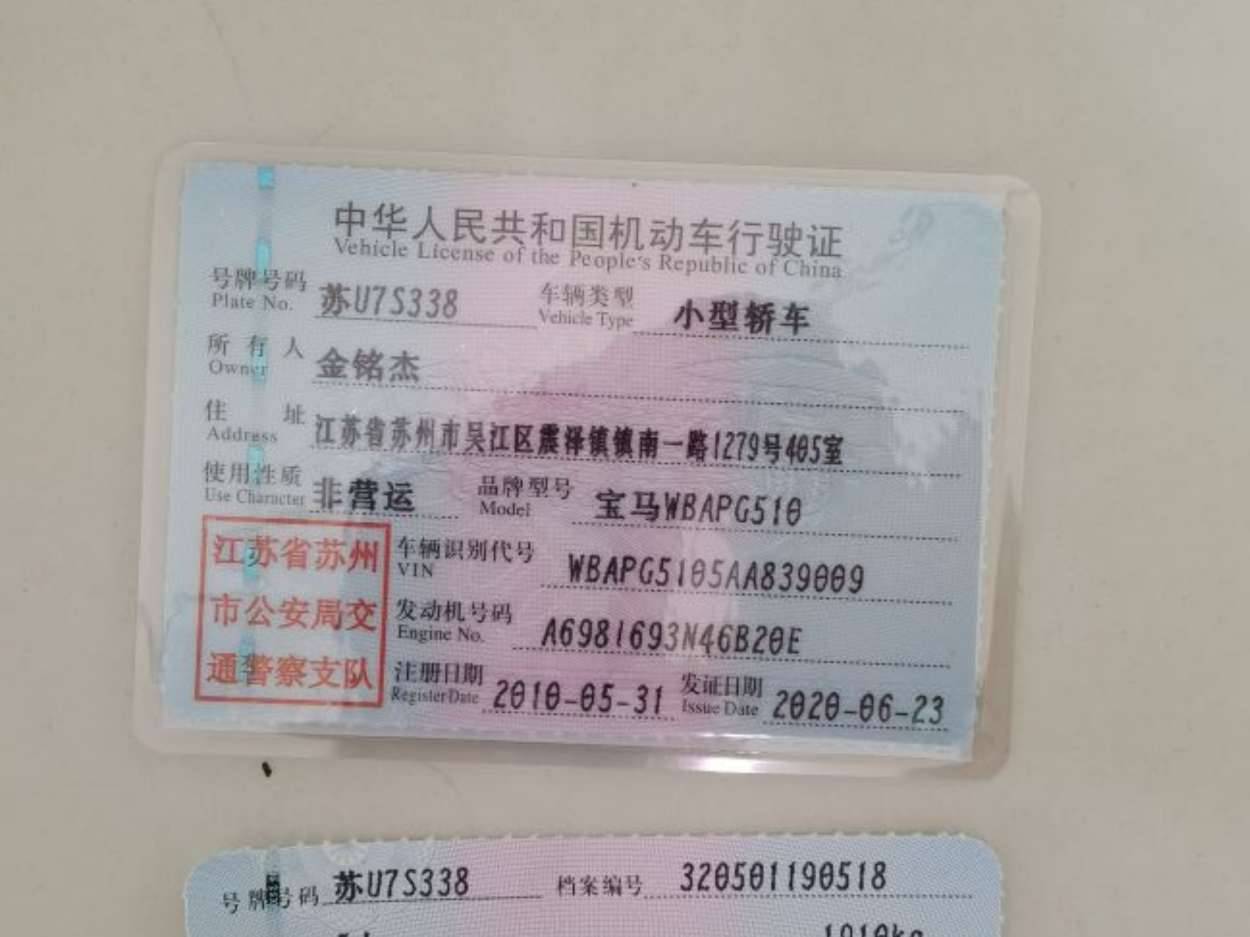 中华人民共和国机动车行驶证
Vehicle License of the People's Republic of China
号牌号码 苏U7S338 车辆类型 小型轿车
Plate No. Vehicle Type
所有人 金铭杰
Owner
住址 江苏省苏州市吴江区震泽镇镇南一路1279号405室
Address
使用性质 非营运 品牌型号 宝马WBAPG510
Use Character Model
江苏省苏州
市公安局交
通警察支队
车辆识别代号 WBAPG5105AA839009
VIN
发动机号码 A6981693N46B20E
Engine No.
注册日期 2010-05-31 发证日期 2020-06-23
Register Date Issue Date
号牌号码 苏U7S338 档案编号 320501190518